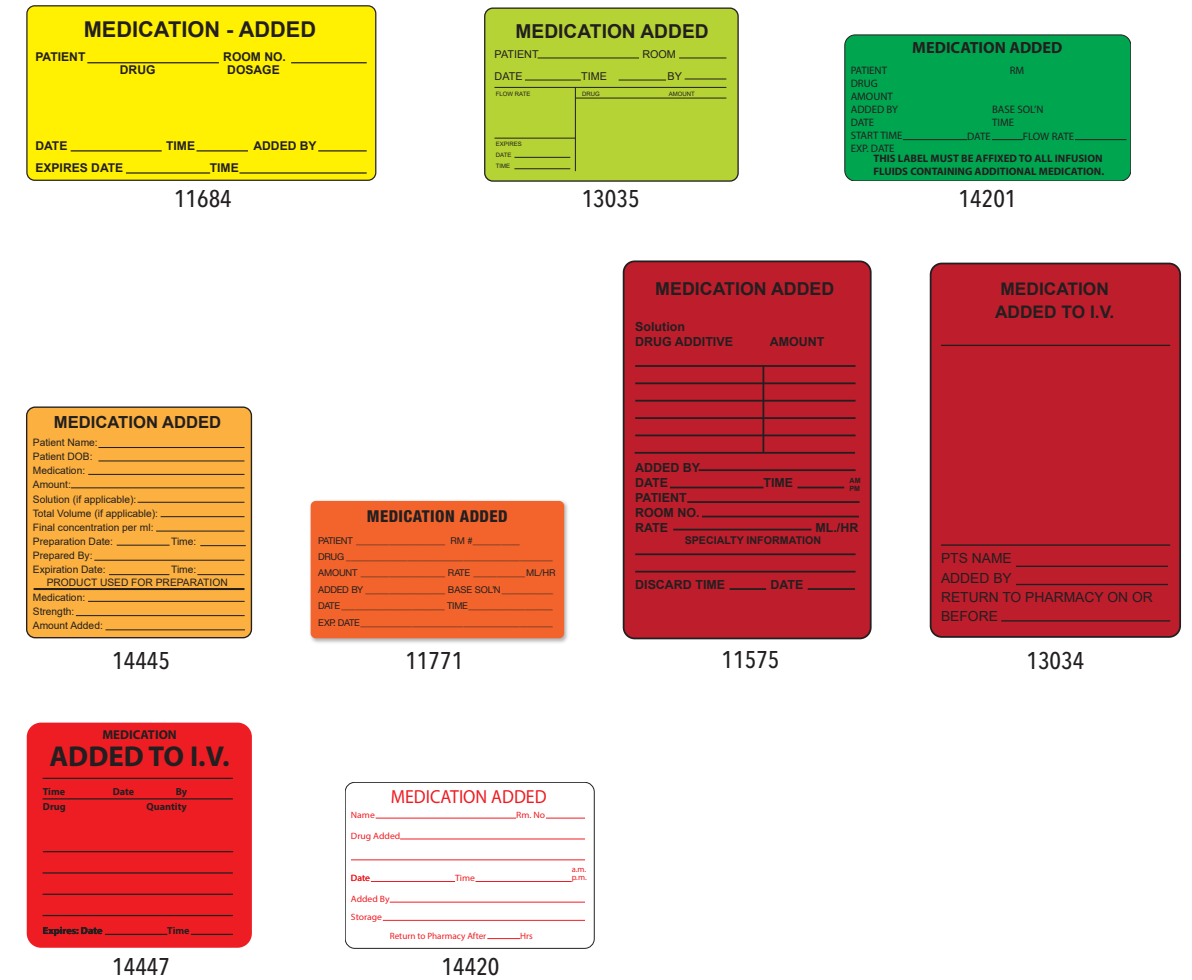 MEDICATION - ADDED
PATIENT ROOM NO.
DRUG DOSAGE
DATE TIME ADDED BY
EXPIRES DATE TIME
11684
MEDICATION ADDED
PATIENT ROOM
DATE TIME BY
FLOW RATE DRUG AMOUNT
EXPIRES
DATE
TIME
13035
MEDICATION ADDED
PATIENT RM
DRUG
AMOUNT
ADDED BY BASE SOL'N
DATE TIME
START TIME DATE FLOW RATE
EXP. DATE
THIS LABEL MUST BE AFFIXED TO ALL INFUSION
FLUIDS CONTAINING ADDITIONAL MEDICATION.
14201
MEDICATION ADDED
Patient Name:
Patient DOB:
Medication:
Amount:
Solution (if applicable):
Total Volume (if applicable):
Final concentration per ml:
Preparation Date: Time:
Prepared By:
Expiration Date: Time:
PRODUCT USED FOR PREPARATION
Medication:
Strength:
Amount Added:
14445
MEDICATION ADDED
PATIENT RM #
DRUG
AMOUNT RATE ML/HR
ADDED BY BASE SOL'N
DATE TIME
EXP. DATE
11771
MEDICATION ADDED
Solution
DRUG ADDITIVE AMOUNT
ADDED BY
DATE TIME AM
PM
PATIENT
ROOM NO.
RATE ML./HR
SPECIALTY INFORMATION
DISCARD TIME DATE
11575
MEDICATION
ADDED TO I.V.
PTS NAME
ADDED BY
RETURN TO PHARMACY ON OR
BEFORE
13034
MEDICATION
ADDED TO I.V.
Time Date By
Drug Quantity
Expires: Date Time
14447
MEDICATION ADDED
Name Rm. No
Drug Added
a.m.
Date Time p.m.
Added By
Storage
Return to Pharmacy After Hrs
14420